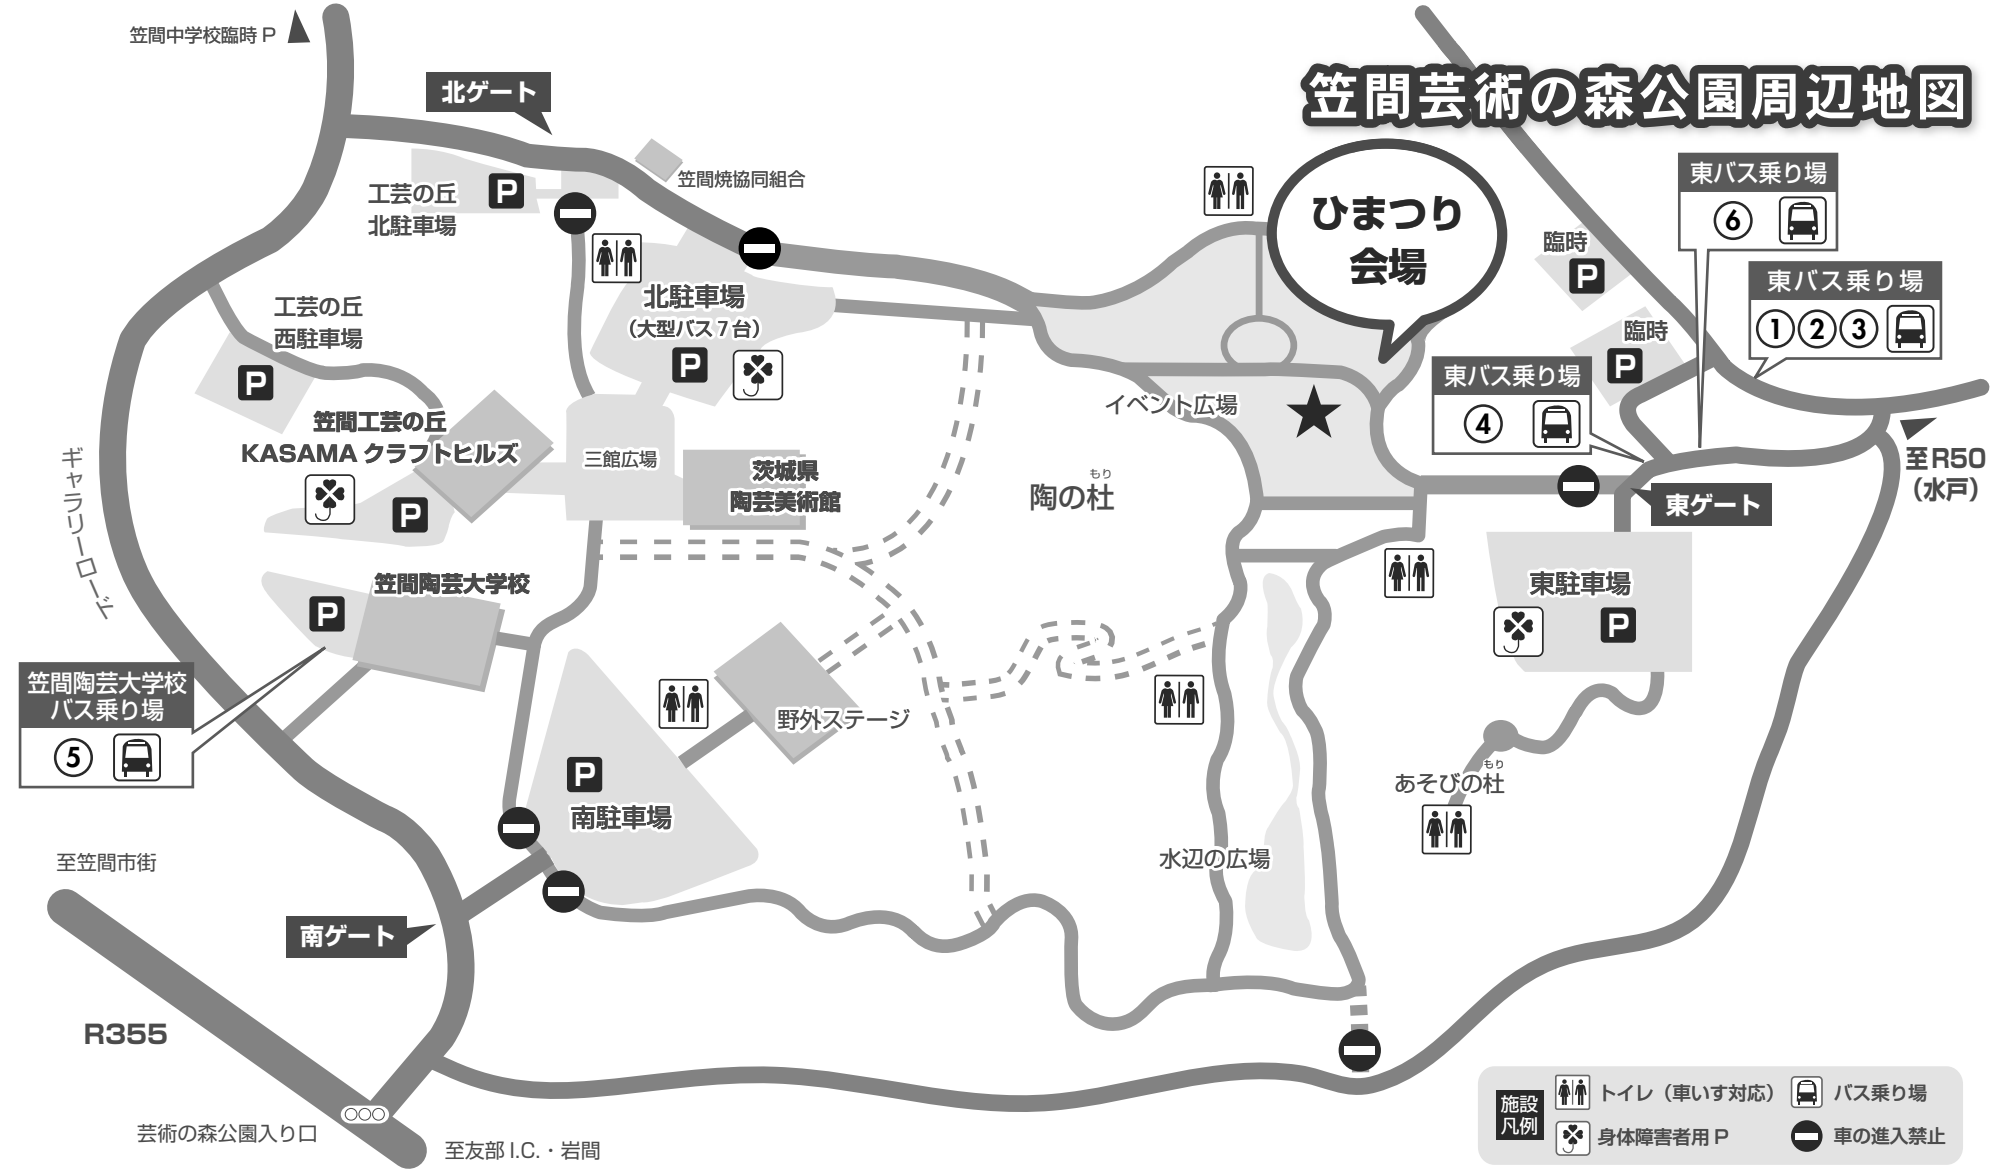 笠間芸術の森公園周辺地図
笠間中学校臨時 P
北ゲート
工芸の丘
北駐車場
P
笠間焼協同組合
北駐車場
（大型バス７台）
P
工芸の丘
西駐車場
P
笠間工芸の丘
KASAMA クラフトヒルズ
P
三館広場
茨城県
陶芸美術館
ギャラリーロード
笠間陶芸大学校
P
笠間陶芸大学校
バス乗り場
5
野外ステージ
P
南駐車場
南ゲート
至笠間市街
R355
芸術の森公園入り口
至友部 I.C.・岩間
ひまつり
会場
イベント広場
もり
陶の杜
水辺の広場
臨時
P
臨時
P
東バス乗り場
6
東バス乗り場
1 2 3
東バス乗り場
4
至R50
（水戸）
東ゲート
東駐車場
P
もり
あそびの杜
施設
凡例
トイレ（車いす対応）
バス乗り場
身体障害者用 P
車の進入禁止